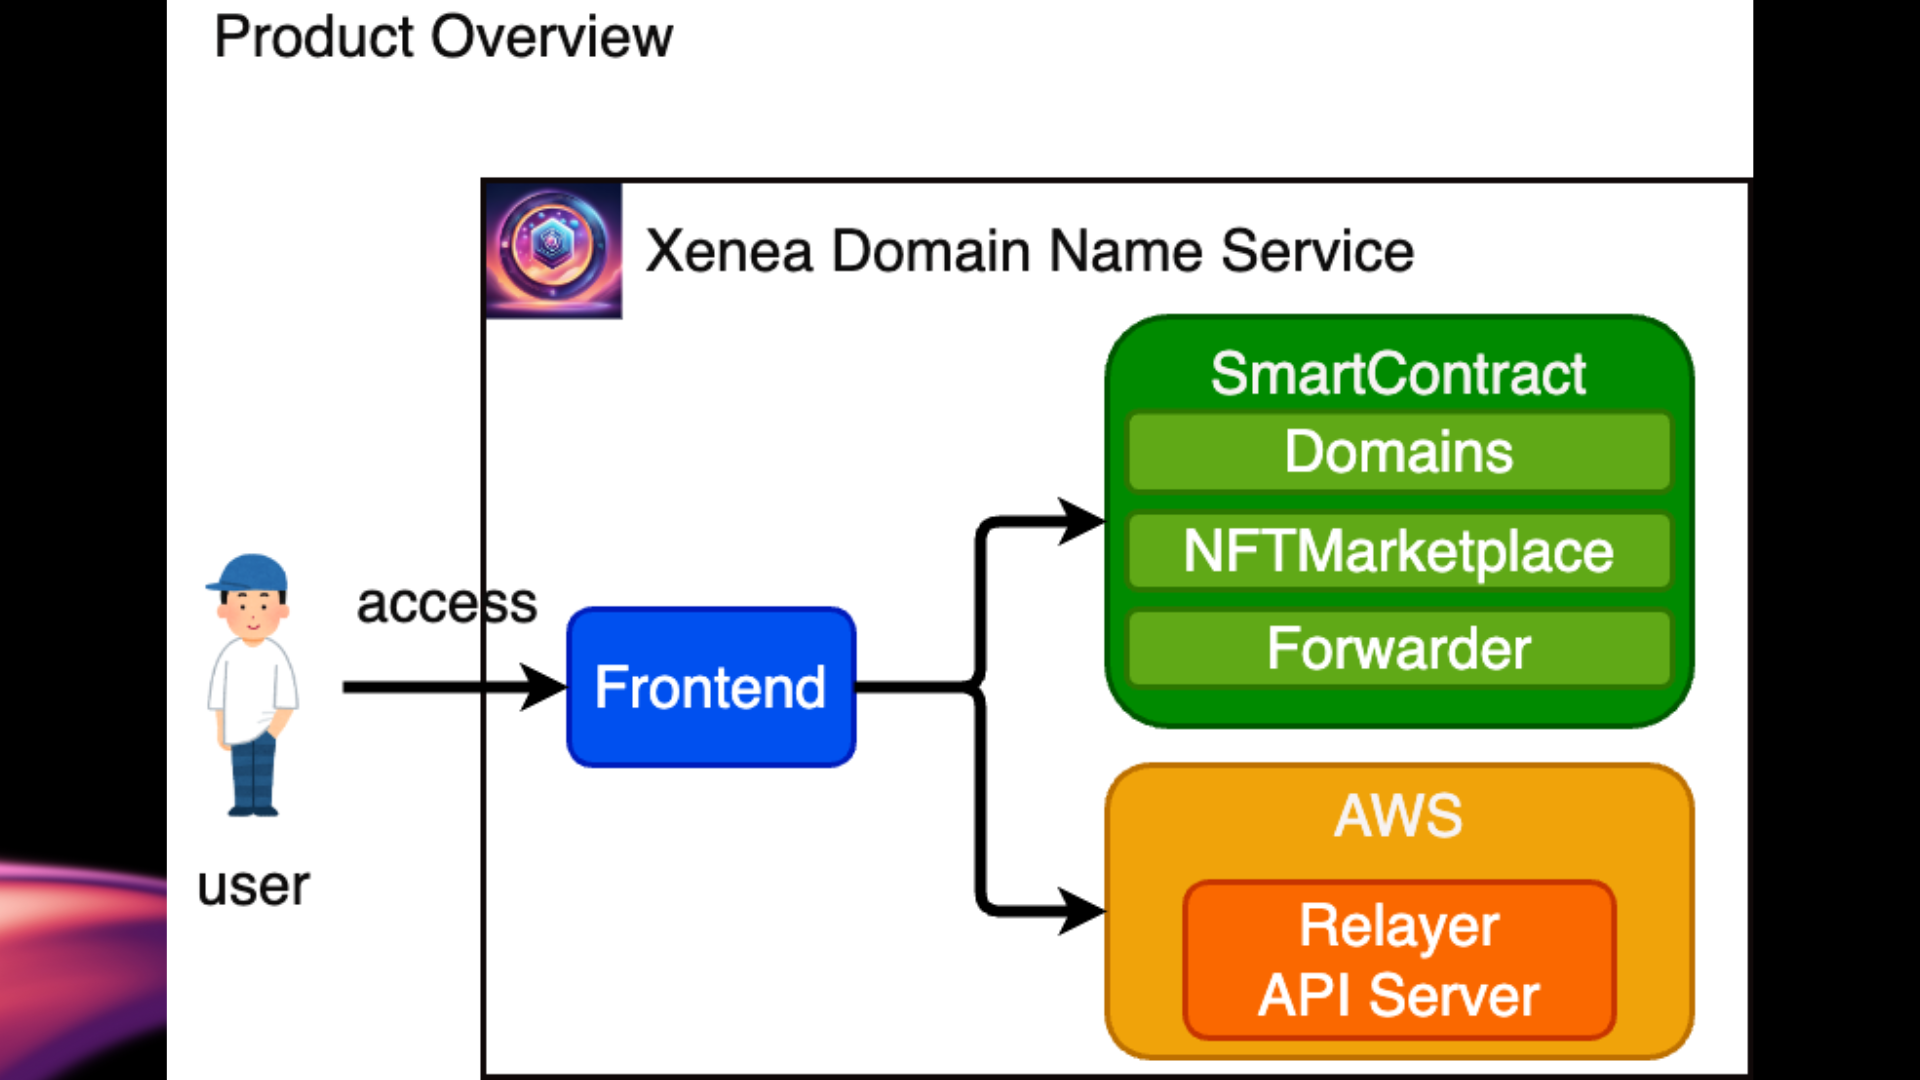 Product Overview
Xenea Domain Name Service
SmartContract
Domains
NFTMarketplace
Forwarder
access
Frontend
user
AWS
Relayer
API Server